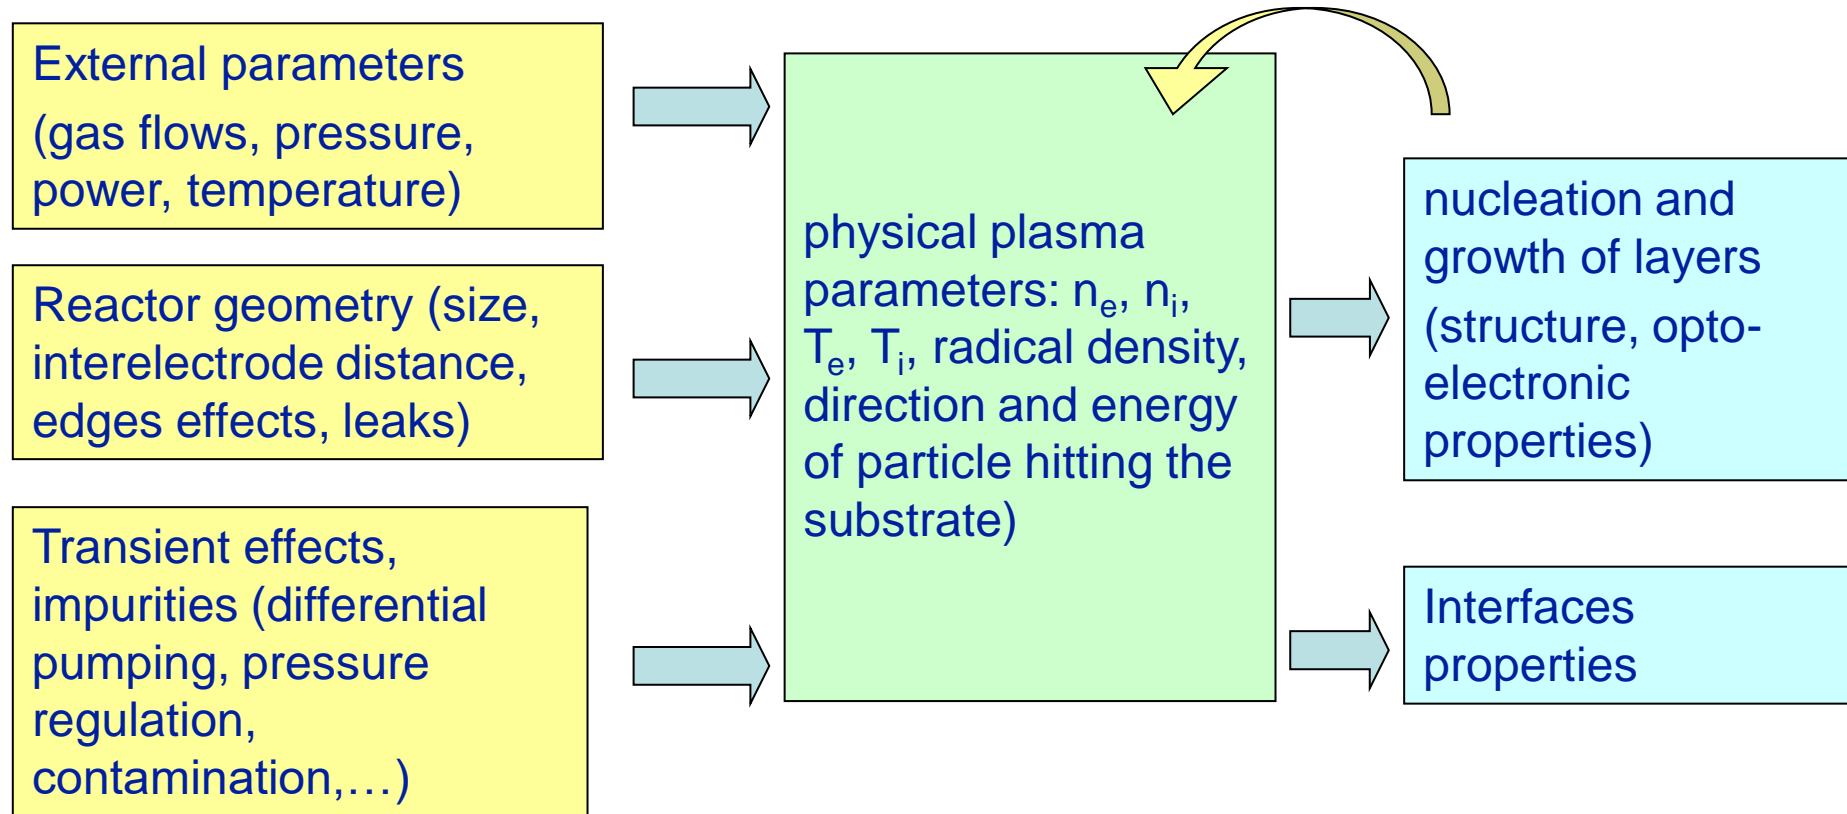 External parameters
(gas flows, pressure,
power, temperature)
Reactor geometry (size,
interelectrode distance,
edges effects, leaks)
Transient effects,
impurities (differential
pumping, pressure
regulation,
contamination,…)
physical plasma
parameters: nₑ, nᵢ,
Tₑ, Tᵢ, radical density,
direction and energy
of particle hitting the
substrate)
nucleation and
growth of layers
(structure, opto-
electronic
properties)
Interfaces
properties